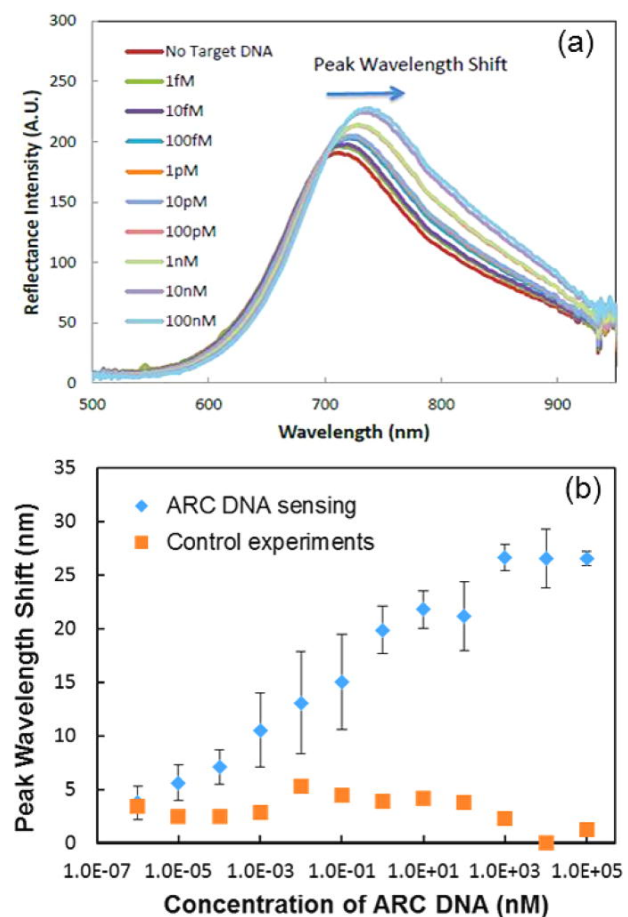 (a)
300
250
200
150
100
50
0
Reflectance Intensity (A.U.)
No Target DNA
1fM
10fM
100fM
1pM
10pM
100pM
1nM
10nM
100nM
Peak Wavelength Shift
500 600 700 800 900
Wavelength (nm)
(b)
35
30
25
20
15
10
5
0
Peak Wavelength Shift (nm)
ARC DNA sensing
Control experiments
1.0E-07 1.0E-05 1.0E-03 1.0E-01 1.0E+01 1.0E+03 1.0E+05
Concentration of ARC DNA (nM)